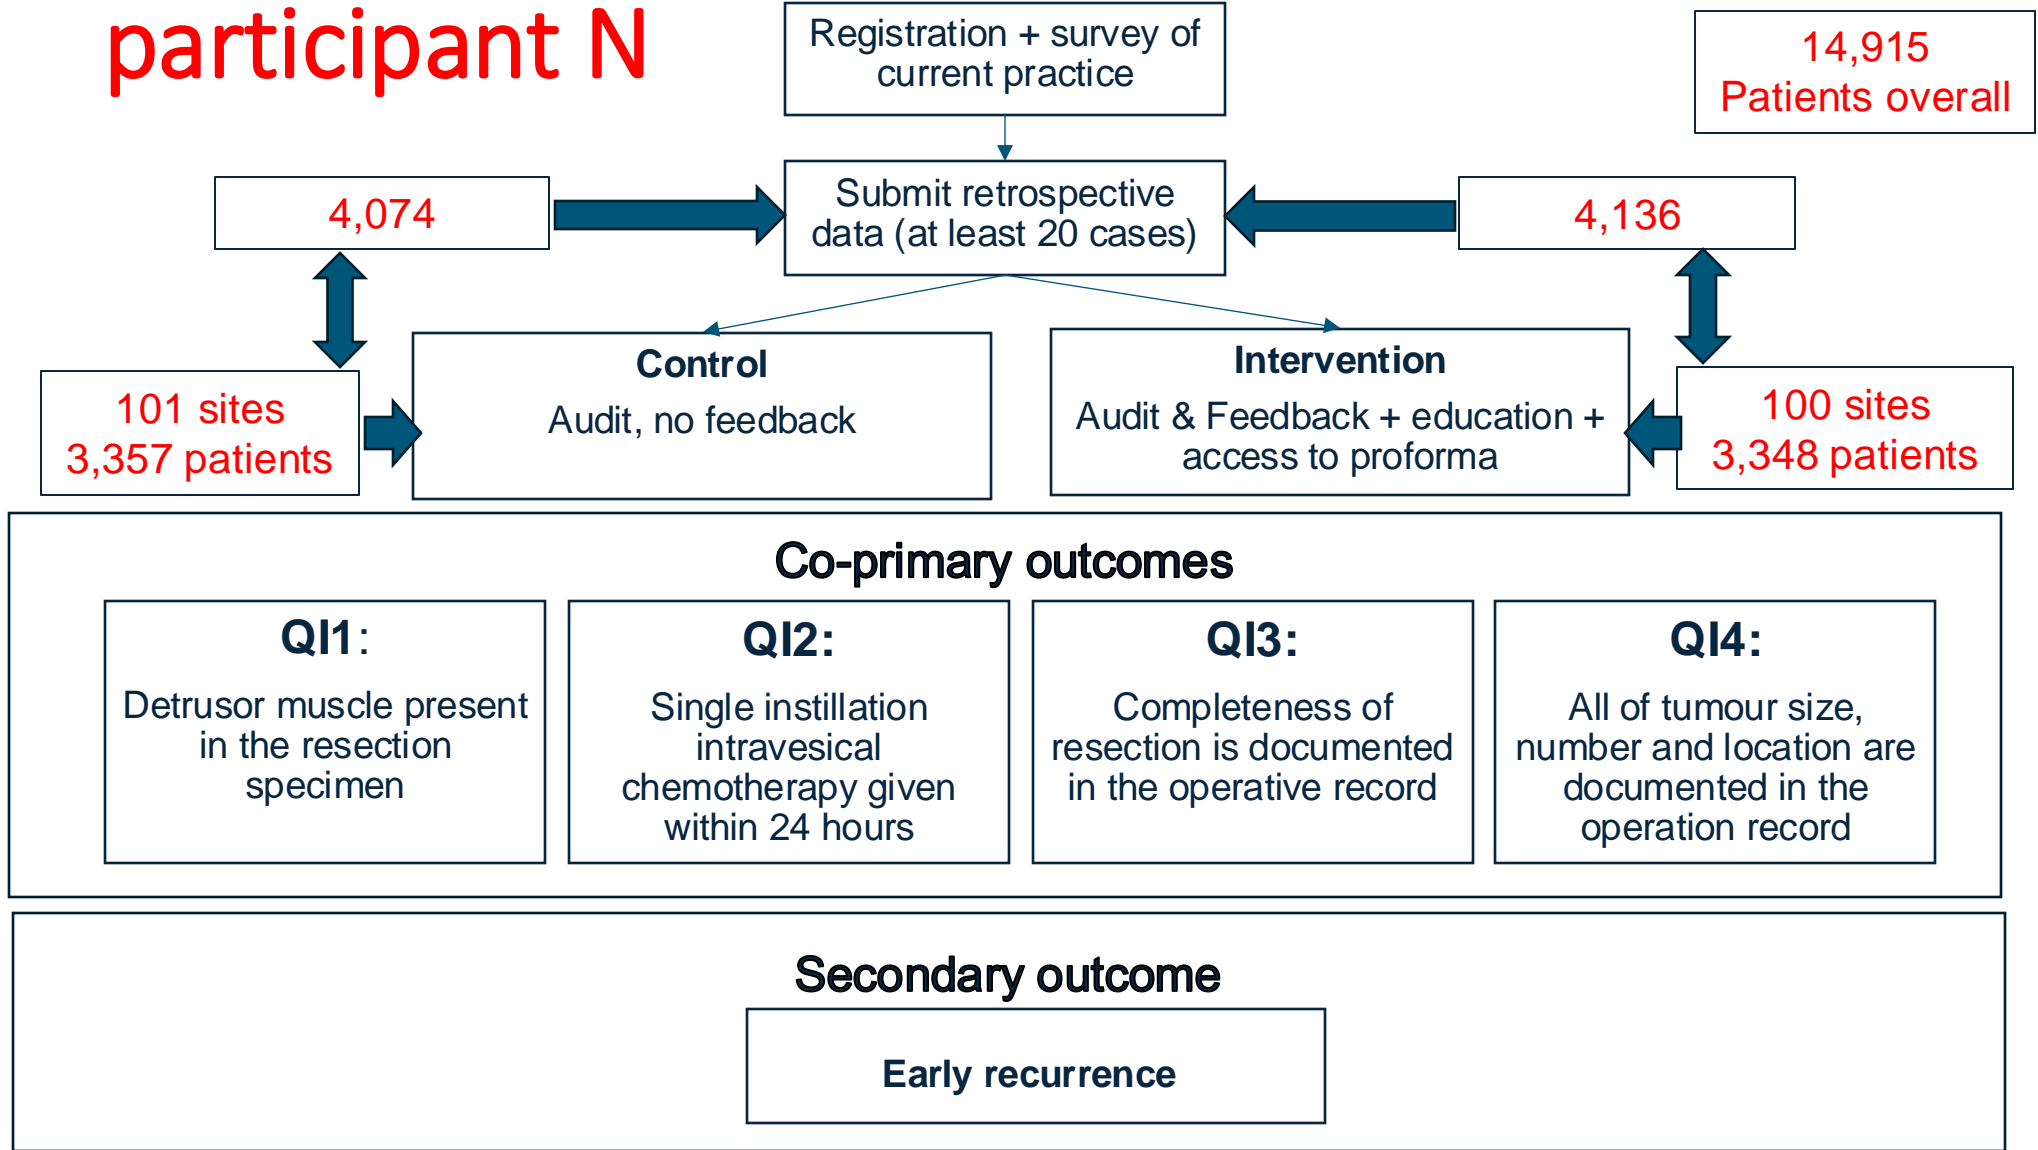 participant N
Registration + survey of
current practice
14,915
Patients overall
4,074
Submit retrospective
data (at least 20 cases)
4,136
101 sites
3,357 patients
Control
Audit, no feedback
Intervention
Audit & Feedback + education +
access to proforma
100 sites
3,348 patients
Co-primary outcomes
QI1:
Detrusor muscle present
in the resection
specimen
QI2:
Single instillation
intravesical
chemotherapy given
within 24 hours
QI3:
Completeness of
resection is documented
in the operative record
QI4:
All of tumour size,
number and location are
documented in the
operation record
Secondary outcome
Early recurrence